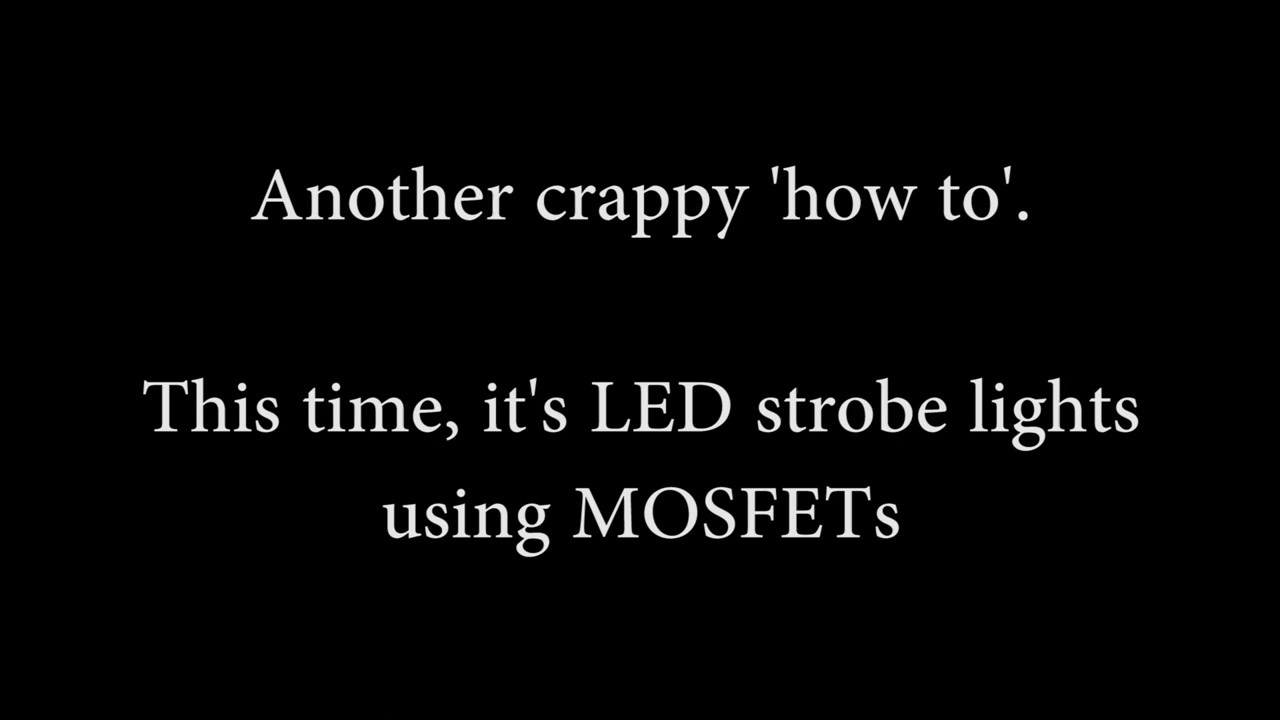 Another crappy 'how to'.
This time, it's LED strobe lights
using MOSFETs